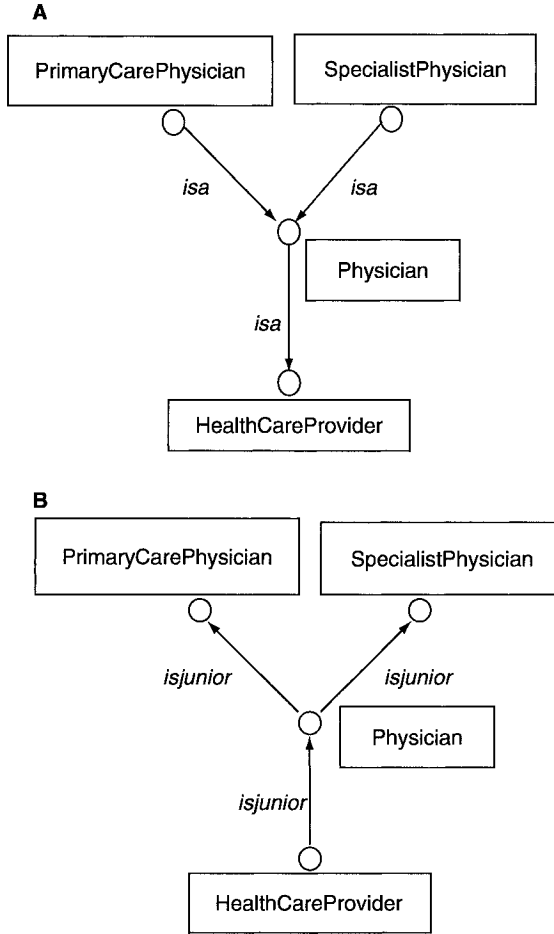 A
PrimaryCarePhysician
SpecialistPhysician
isa
isa
Physician
isa
HealthCareProvider
B
PrimaryCarePhysician
SpecialistPhysician
isjunior
isjunior
Physician
isjunior
HealthCareProvider